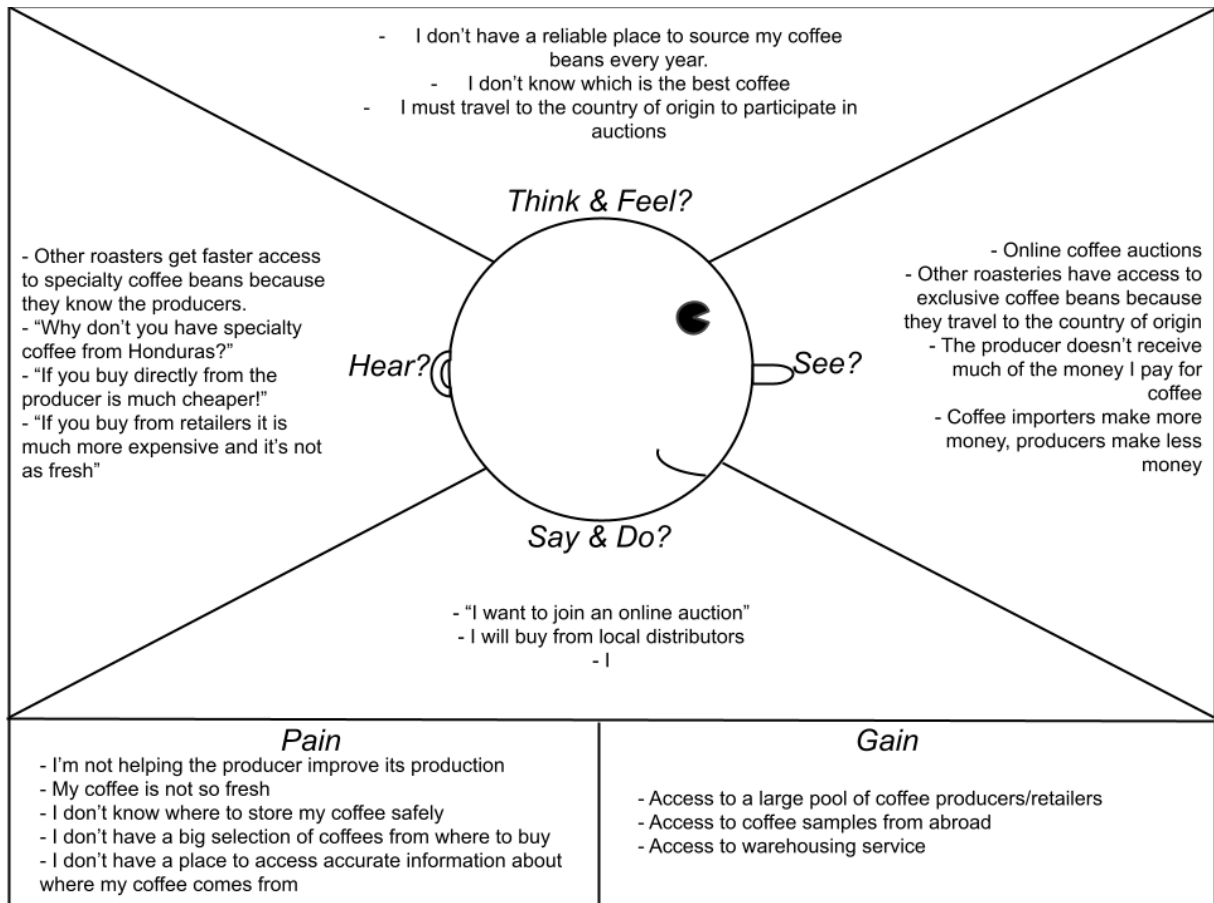 - I don’t have a reliable place to source my coffee
beans every year.
- I don’t know which is the best coffee
- I must travel to the country of origin to participate in
auctions
Think & Feel?
- Other roasters get faster access
to specialty coffee beans because
they know the producers.
- “Why don’t you have specialty
coffee from Honduras?”
- “If you buy directly from the
producer is much cheaper!”
- “If you buy from retailers it is
much more expensive and it’s not
as fresh”
Hear?
See?
- Online coffee auctions
- Other roasteries have access to
exclusive coffee beans because
they travel to the country of origin
- The producer doesn’t receive
much of the money I pay for
coffee
- Coffee importers make more
money, producers make less
money
Say & Do?
- “I want to join an online auction”
- I will buy from local distributors
- I
Pain
- I’m not helping the producer improve its production
- My coffee is not so fresh
- I don’t know where to store my coffee safely
- I don’t have a big selection of coffees from where to buy
- I don’t have a place to access accurate information about
where my coffee comes from
Gain
- Access to a large pool of coffee producers/retailers
- Access to coffee samples from abroad
- Access to warehousing service